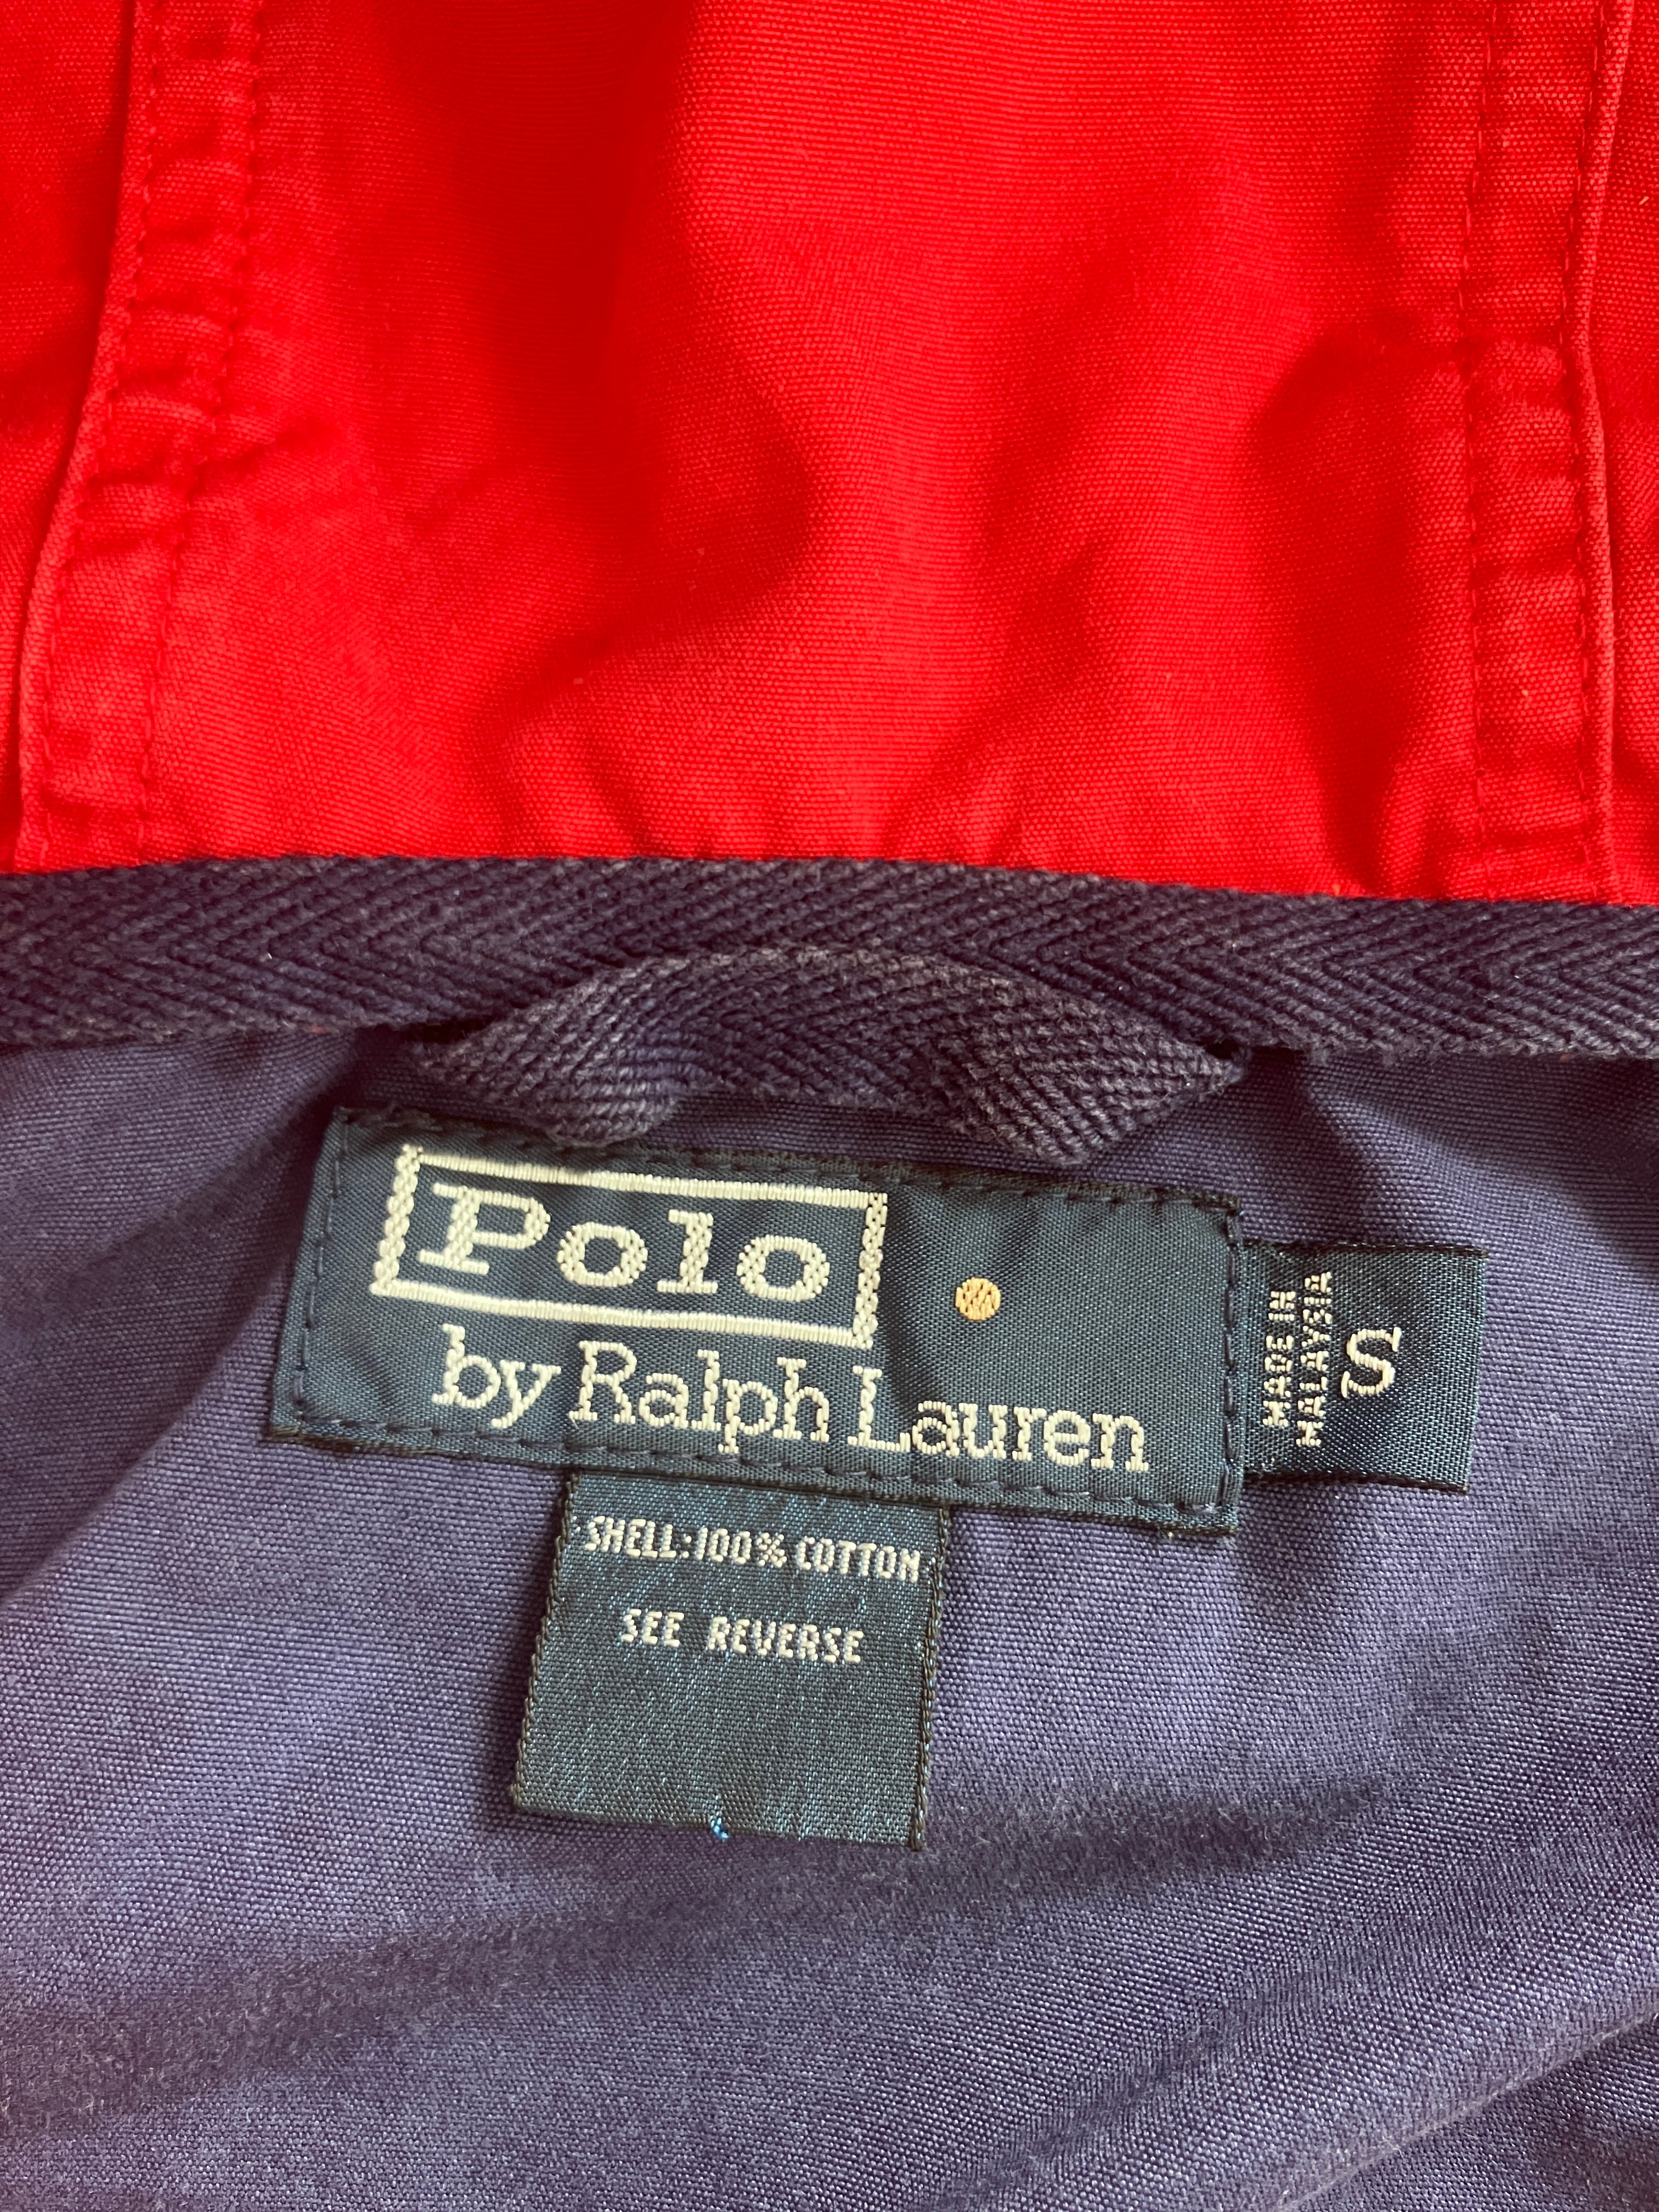 Polo
by Ralph Lauren
MADE IN
MALAYSIA
S
SHELL:100% COTTON
SEE REVERSE